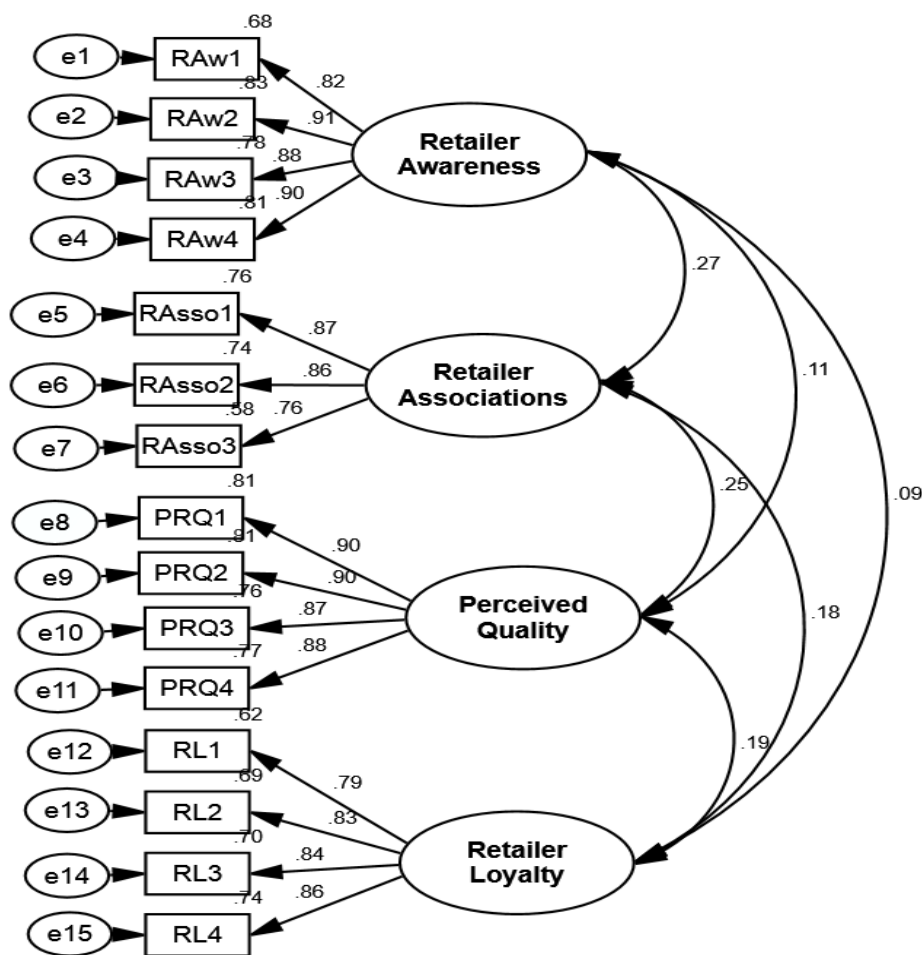 .68
e1
RAw1
.82
.83
e2
RAw2
.91
.78
e3
RAw3
.88
.81
e4
RAw4
.90
Retailer
Awareness
.27
.76
e5
RAsso1
.87
.74
e6
RAsso2
.86
.58
e7
RAsso3
.76
Retailer
Associations
.11
.25
.09
.81
e8
PRQ1
.90
.81
e9
PRQ2
.90
.76
e10
PRQ3
.87
.77
e11
PRQ4
.88
Perceived
Quality
.18
.19
.62
e12
RL1
.79
.69
e13
RL2
.83
.70
e14
RL3
.84
.74
e15
RL4
.86
Retailer
Loyalty